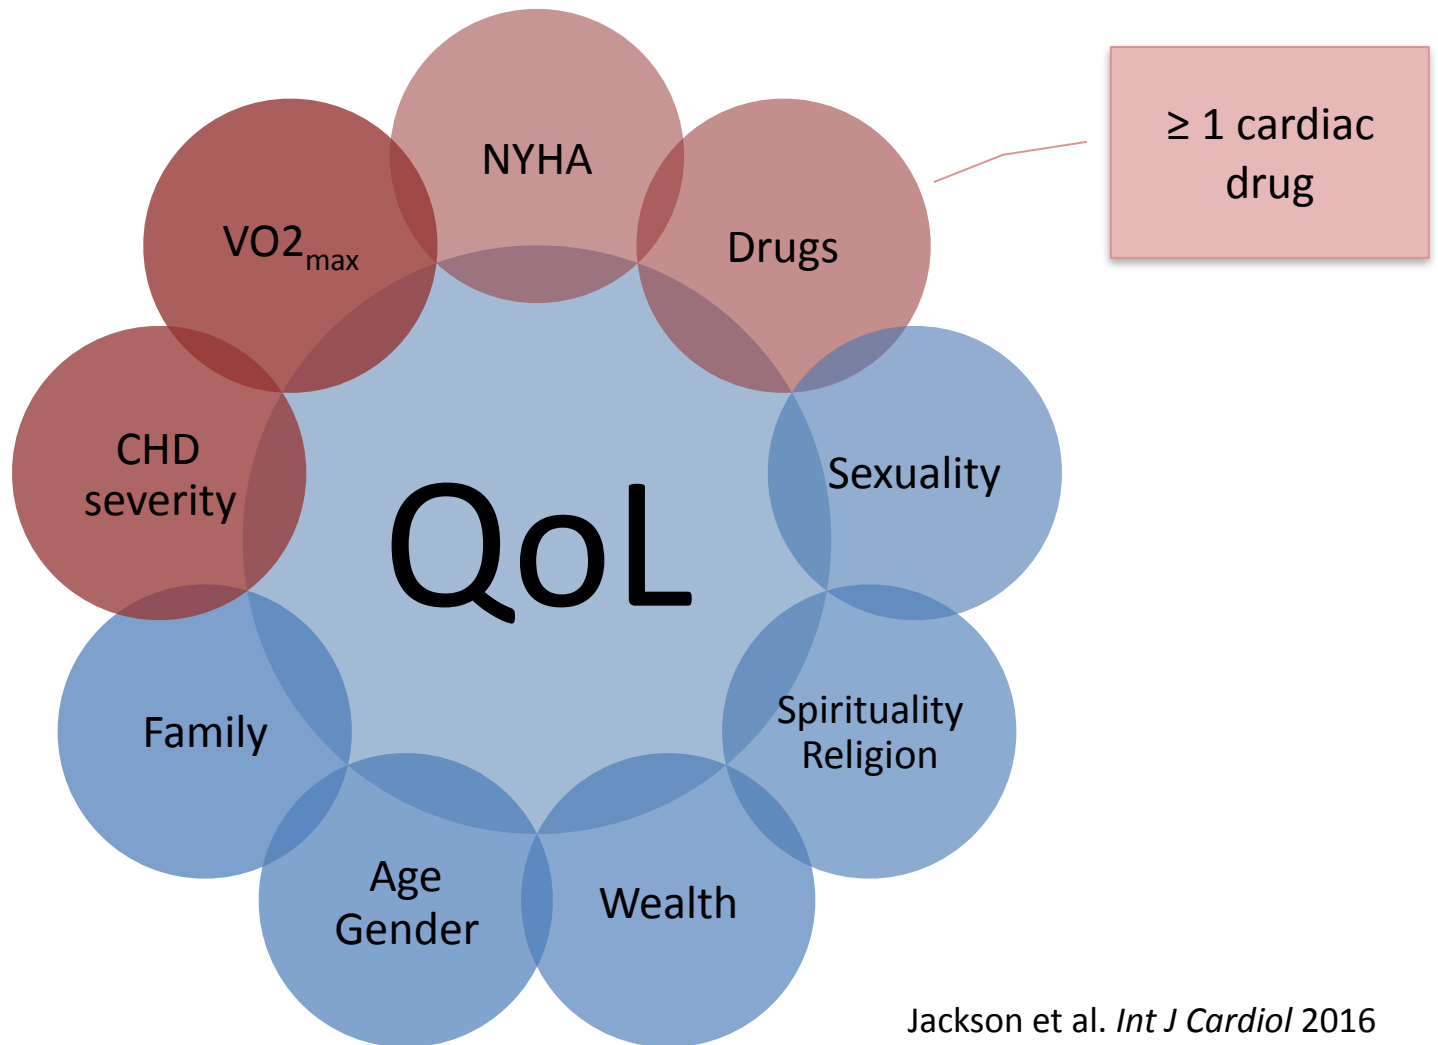 NYHA
≥ 1 cardiac
drug
VO2max
Drugs
CHD
severity
Sexuality
QoL
Family
Spirituality
Religion
Age
Gender
Wealth
Jackson et al. Int J Cardiol 2016